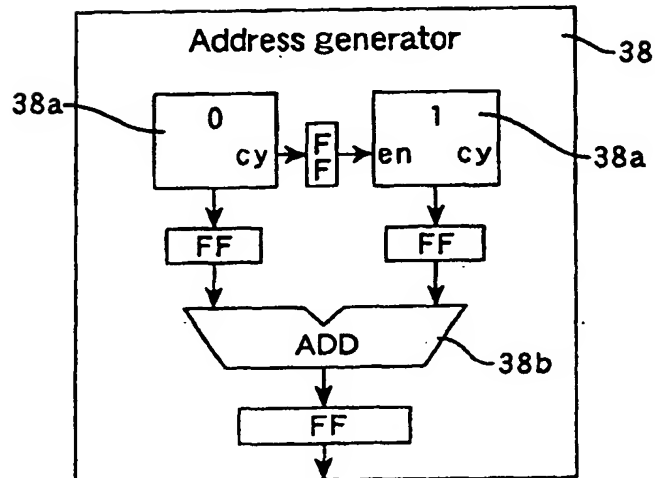 Address generator
38
38a
0
cy
F
F
1
en cy
38a
FF
FF
ADD
38b
FF